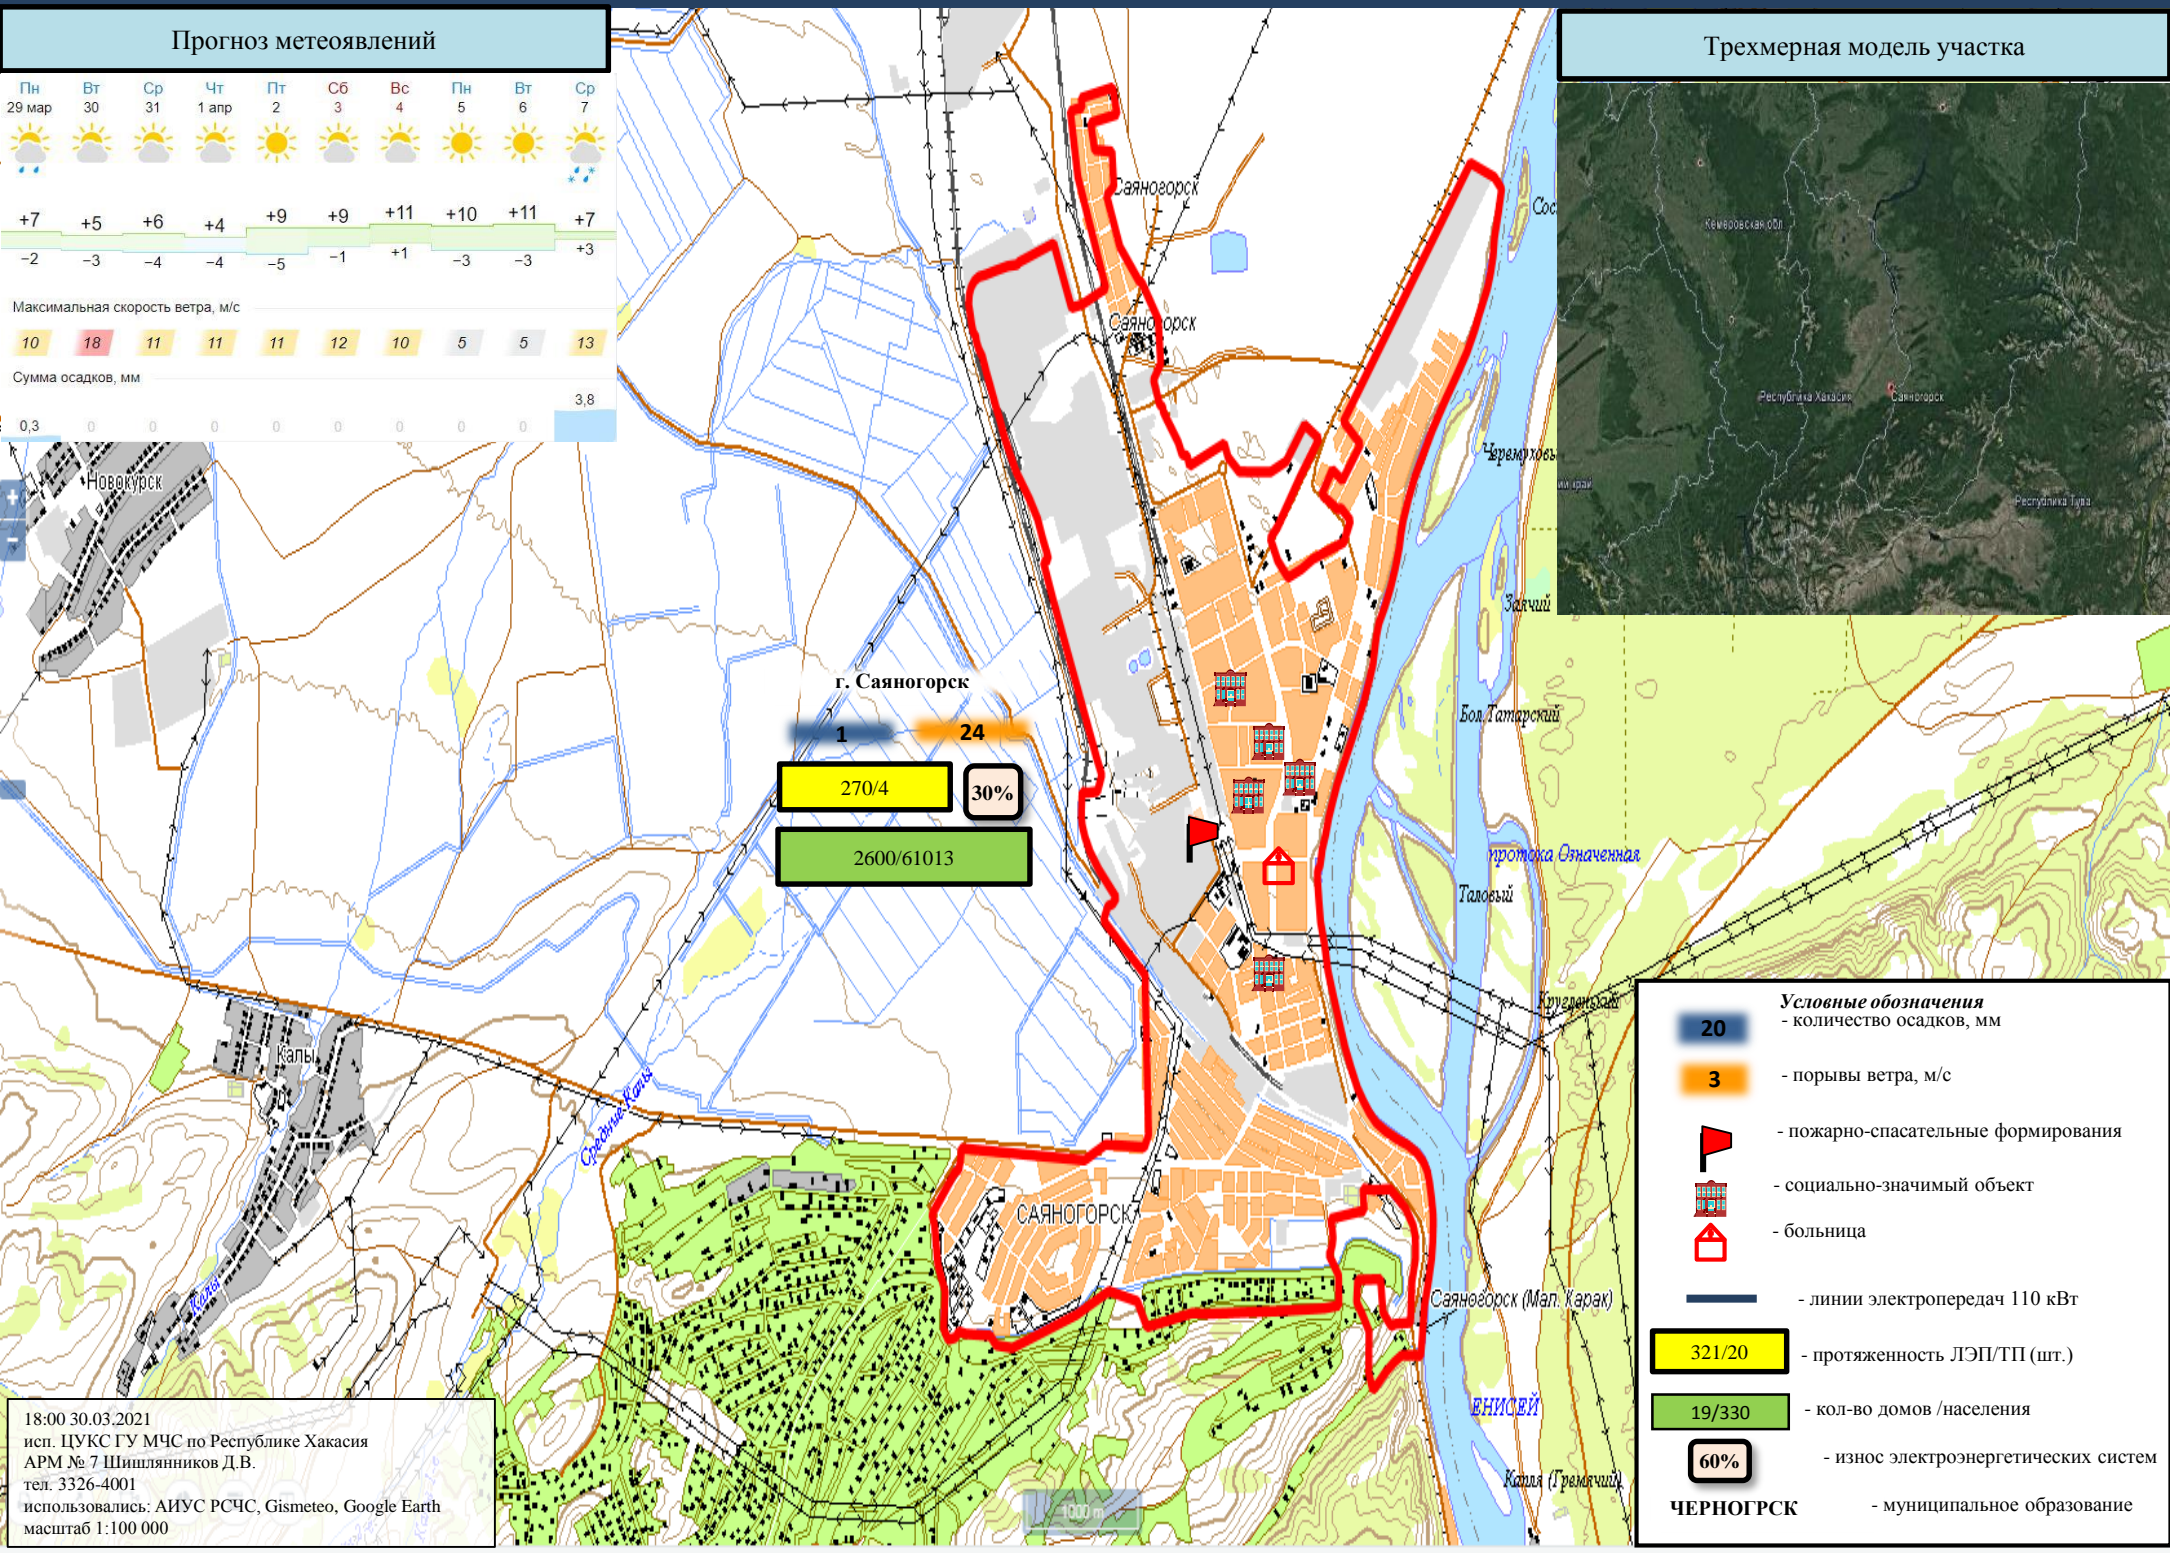 Прогноз метеоявлений
Трехмерная модель участка
Пн Вт Ср Чт Пт Сб Вс Пн Вт Ср
29 мар 30 31 1 апр 2 3 4 5 6 7
+7 +5 +6 +4 +9 +9 +11 +10 +11 +7
−2 −3 −4 −4 −5 −1 +1 −3 −3 +3
Максимальная скорость ветра, м/с
10 18 11 11 11 12 10 5 5 13
Сумма осадков, мм
0,3 0 0 0 0 0 0 0 0 3,8
Кемеровская обл
Республика Хакасия
Саяногорск
Республика Тува
ий край
Саяногорск
Саяногорск
Сос
Черемуховы
Заячий
Новокурск
+
−
г. Саяногорск
1
24
270/4
30%
2600/61013
Бол.Татарский
протока Означенная
Таловый
Кругленький
Калы
Средние Калы
Калы
САЯНОГОРСК
Саяногорск (Мал. Карак)
ЕНИСЕЙ
Капля (Гремячий)
1000 m
Условные обозначения
20 - количество осадков, мм
3 - порывы ветра, м/с
- пожарно-спасательные формирования
- социально-значимый объект
- больница
- линии электропередач 110 кВт
321/20 - протяженность ЛЭП/ТП (шт.)
19/330 - кол-во домов /населения
60% - износ электроэнергетических систем
ЧЕРНОГРСК - муниципальное образование
18:00 30.03.2021
исп. ЦУКС ГУ МЧС по Республике Хакасия
АРМ № 7 Шишлянников Д.В.
тел. 3326-4001
использовались: АИУС РСЧС, Gismeteo, Google Earth
масштаб 1:100 000